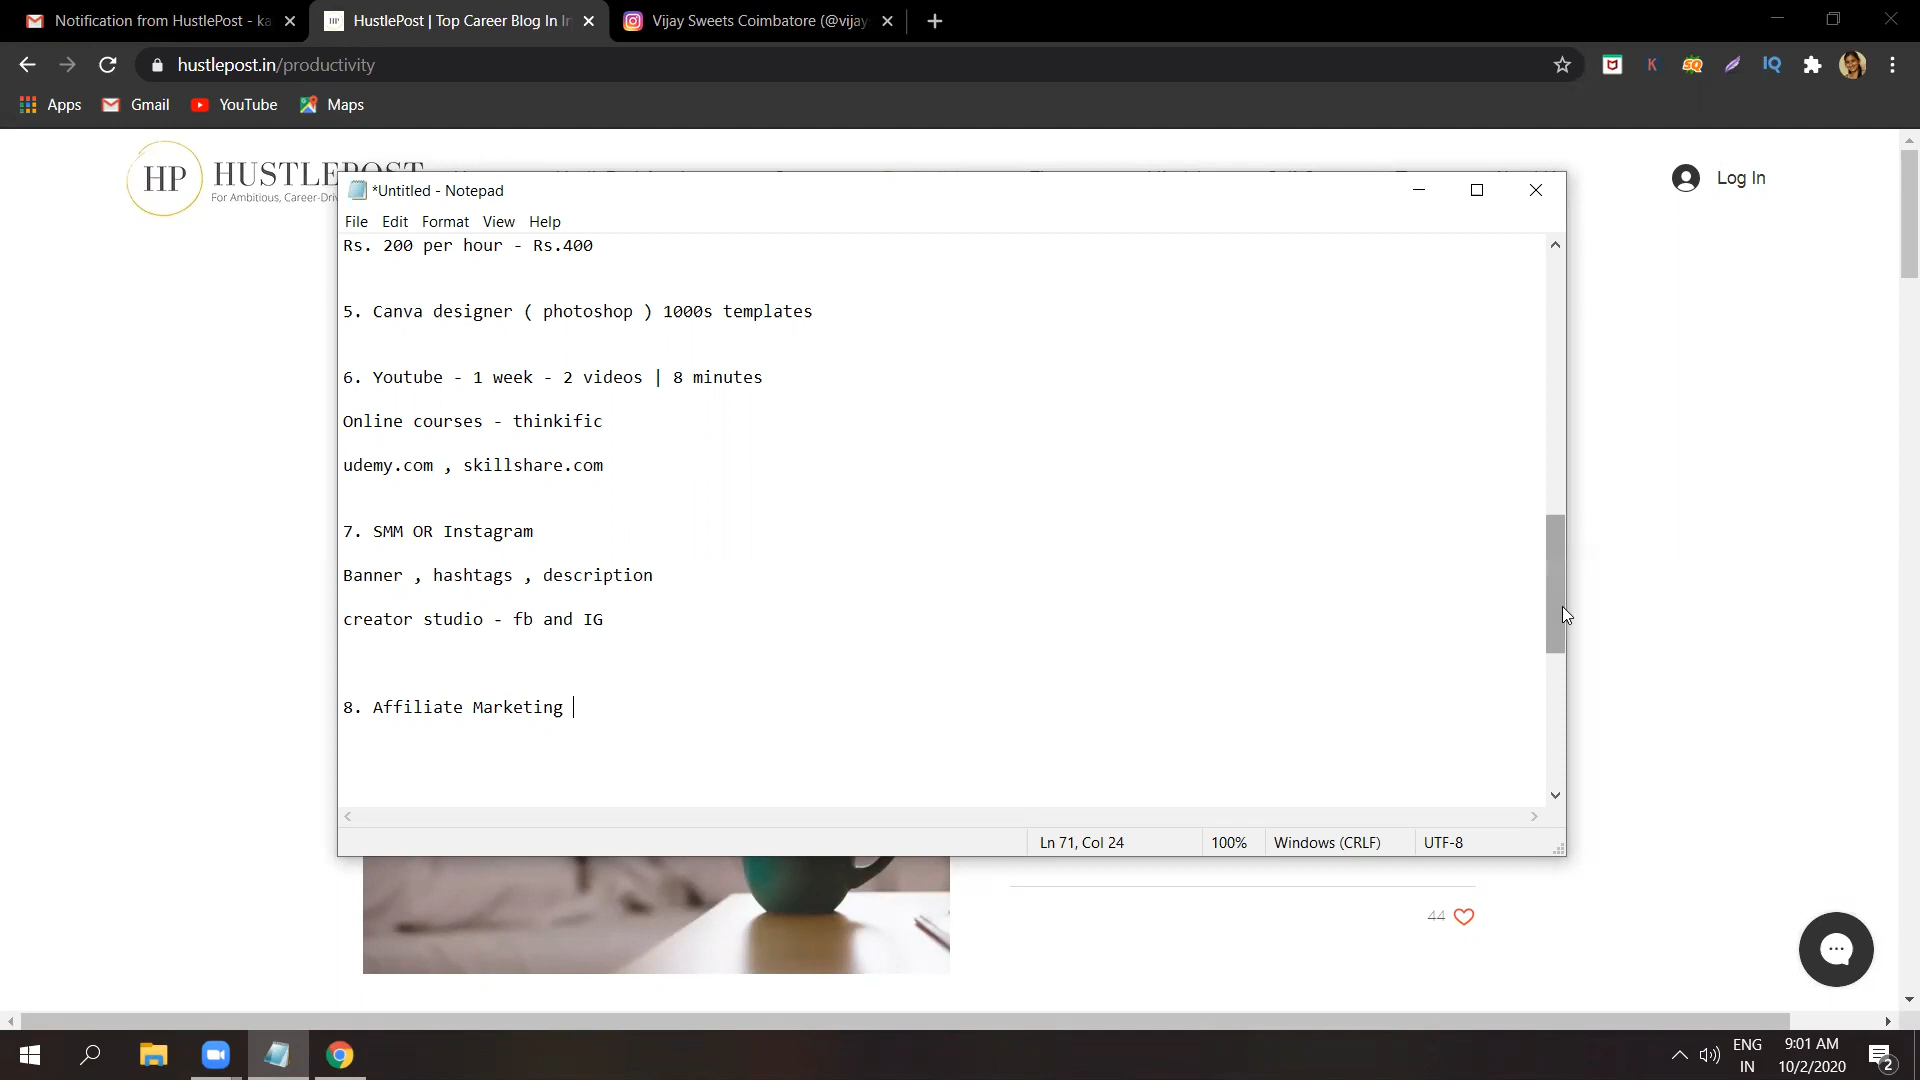 Notification from HustlePost - ka
HustlePost | Top Career Blog In In
Vijay Sweets Coimbatore (@vijay
hustlepost.in/productivity
Apps
Gmail
YouTube
Maps
HP
HUSTLEPOST
For Ambitious, Career-Driv
Log In
*Untitled - Notepad
File Edit Format View Help
Rs. 200 per hour - Rs.400
5. Canva designer ( photoshop ) 1000s templates
6. Youtube - 1 week - 2 videos | 8 minutes
Online courses - thinkific
udemy.com , skillshare.com
7. SMM OR Instagram
Banner , hashtags , description
creator studio - fb and IG
8. Affiliate Marketing
Ln 71, Col 24
100%
Windows (CRLF)
UTF-8
44
ENG
IN
9:01 AM
10/2/2020
2